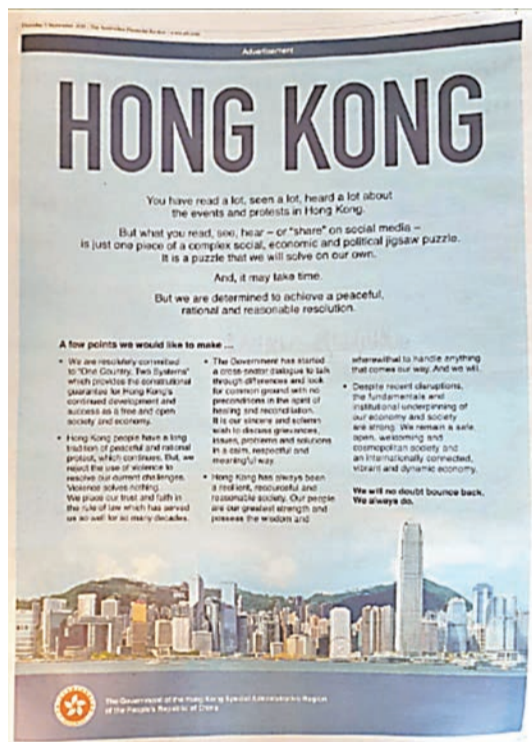 The Australian Financial Review | www.afr.com
Advertisement
HONG KONG
You have read a lot, seen a lot, heard a lot about
the events and protests in Hong Kong.
But what you read, see, hear – or "share" on social media –
is just one piece of a complex social, economic and political jigsaw puzzle.
It is a puzzle that we will solve on our own.
And, it may take time.
But we are determined to achieve a peaceful,
rational and reasonable resolution.
A few points we would like to make ...
• We are resolutely committed
to "One Country, Two Systems"
which provides the constitutional
guarantee for Hong Kong's
continued development and
success as a free and open
society and economy.
• Hong Kong people have a long
tradition of peaceful and rational
protest, which continues. But, we
reject the use of violence to
resolve our current challenges.
Violence solves nothing.
We place our trust and faith in
the rule of law which has served
us so well for so many decades.
• The Government has started
a cross-sector dialogue to talk
through differences and look
for common ground with no
preconditions in the spirit of
healing and reconciliation.
It is our sincere and solemn
wish to discuss grievances,
issues, problems and solutions
in a calm, respectful and
meaningful way.
• Hong Kong has always been
a resilient, resourceful and
reasonable society. Our people
are our greatest strength and
possess the wisdom and
wherewithal to handle anything
that comes our way. And we will.
• Despite recent disruptions,
the fundamentals and
institutional underpinning of
our economy and society
are strong. We remain a safe,
open, welcoming and
cosmopolitan society and
an internationally connected,
vibrant and dynamic economy.
We will no doubt bounce back.
We always do.
The Government of the Hong Kong Special Administrative Region
of the People's Republic of China